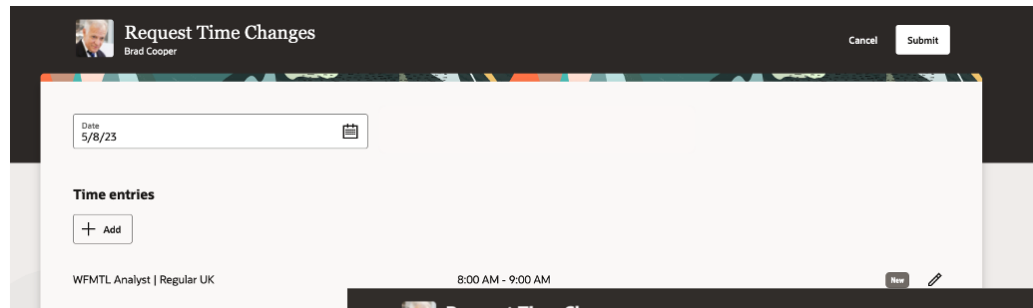 Request Time Changes
Brad Cooper
Cancel
Submit
Date
5/8/23
Time entries
+ Add
WFMTL Analyst | Regular UK
8:00 AM - 9:00 AM
New